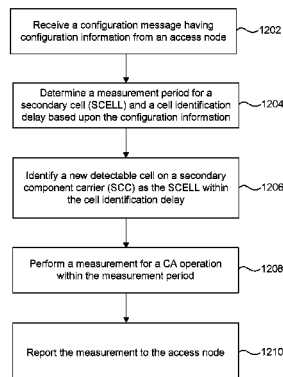 Receive a configuration message having
configuration information from an access node
1202
Determine a measurement period for a
secondary cell (SCELL) and a cell identification
delay based upon the configuration information
1204
Identify a new detectable cell on a secondary
component carrier (SCC) as the SCELL within
the cell identification delay
1206
Perform a measurement for a CA operation
within the measurement period
1208
Report the measurement to the access node
1210